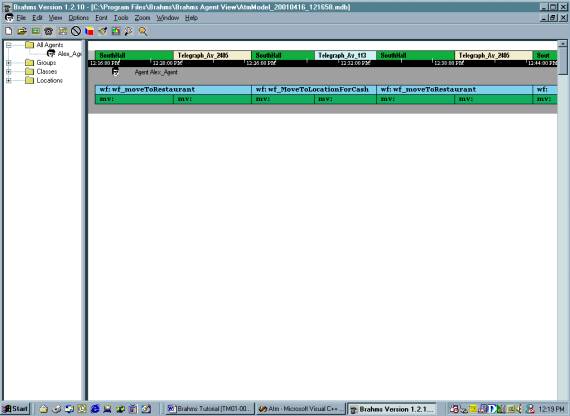 Brahms Version 1.2.10 - [C:\Program Files\Brahms\Brahms Agent View\AtmModel_20010416_121658.mdb]
File Edit View Options Font Tools Zoom Window Help
All Agents
Alex_Age
Groups
Classes
Locations
SouthHall Telegraph_Av_2405 SouthHall Telegraph_Av_113 SouthHall Telegraph_Av_2405 Sout
12:16:00 PM 12:20:00 PM 12:26:00 PM 12:32:00 PM 12:38:00 PM 12:44:00 PM
Agent Alex_Agent
wf: wf_moveToRestaurant wf: wf_MoveToLocationForCash wf: wf_moveToRestaurant wf:
mv: mv: mv: mv: mv: mv: mv:
Start Brahms Tutorial (TM01-00... Atm - Microsoft Visual C++ ... Brahms Version 1.2.1... 12:19 PM